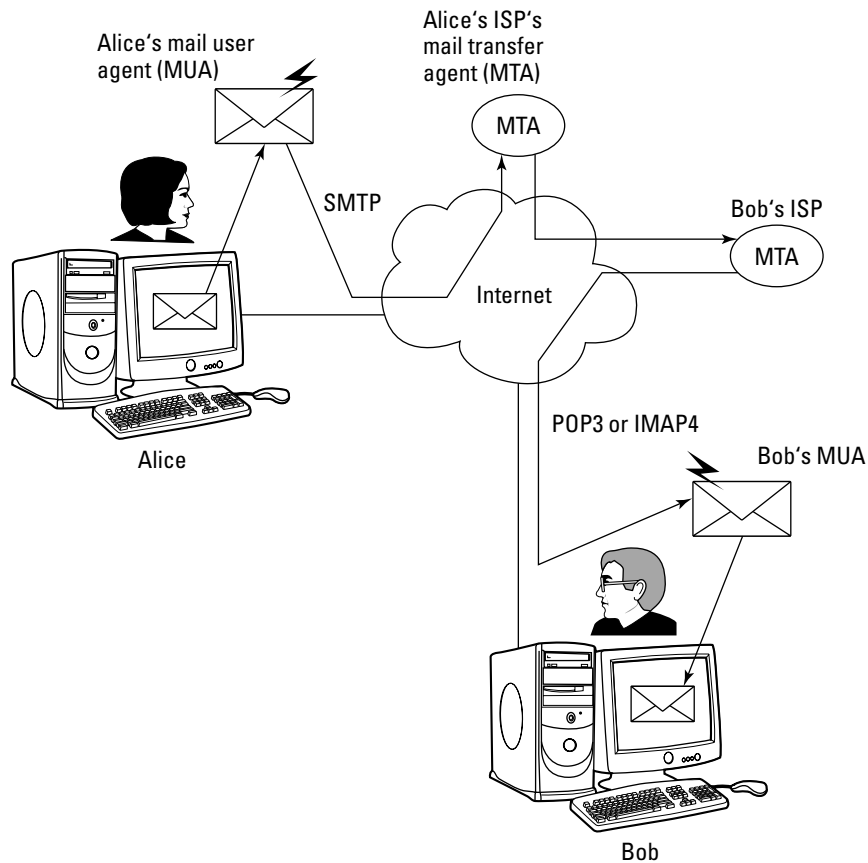 Alice‘s mail user
agent (MUA)
Alice‘s ISP‘s
mail transfer
agent (MTA)
MTA
SMTP
Bob‘s ISP
MTA
Internet
POP3 or IMAP4
Bob‘s MUA
Alice
Bob